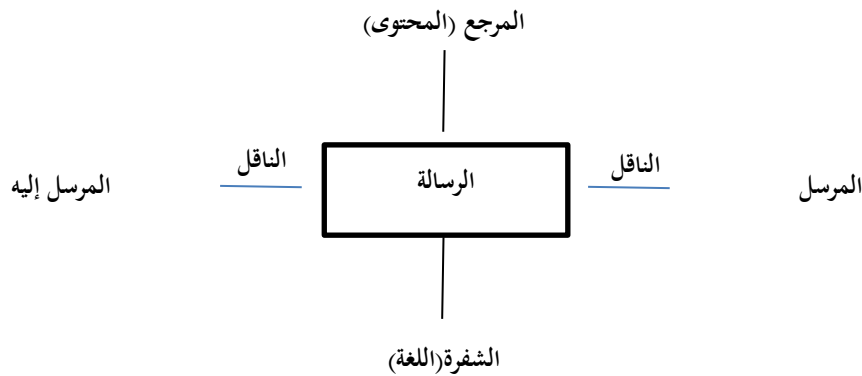 المرجع (المحتوى)
المرسل
الناقل
الرسالة
الناقل
المرسل إليه
الشفرة(اللغة)